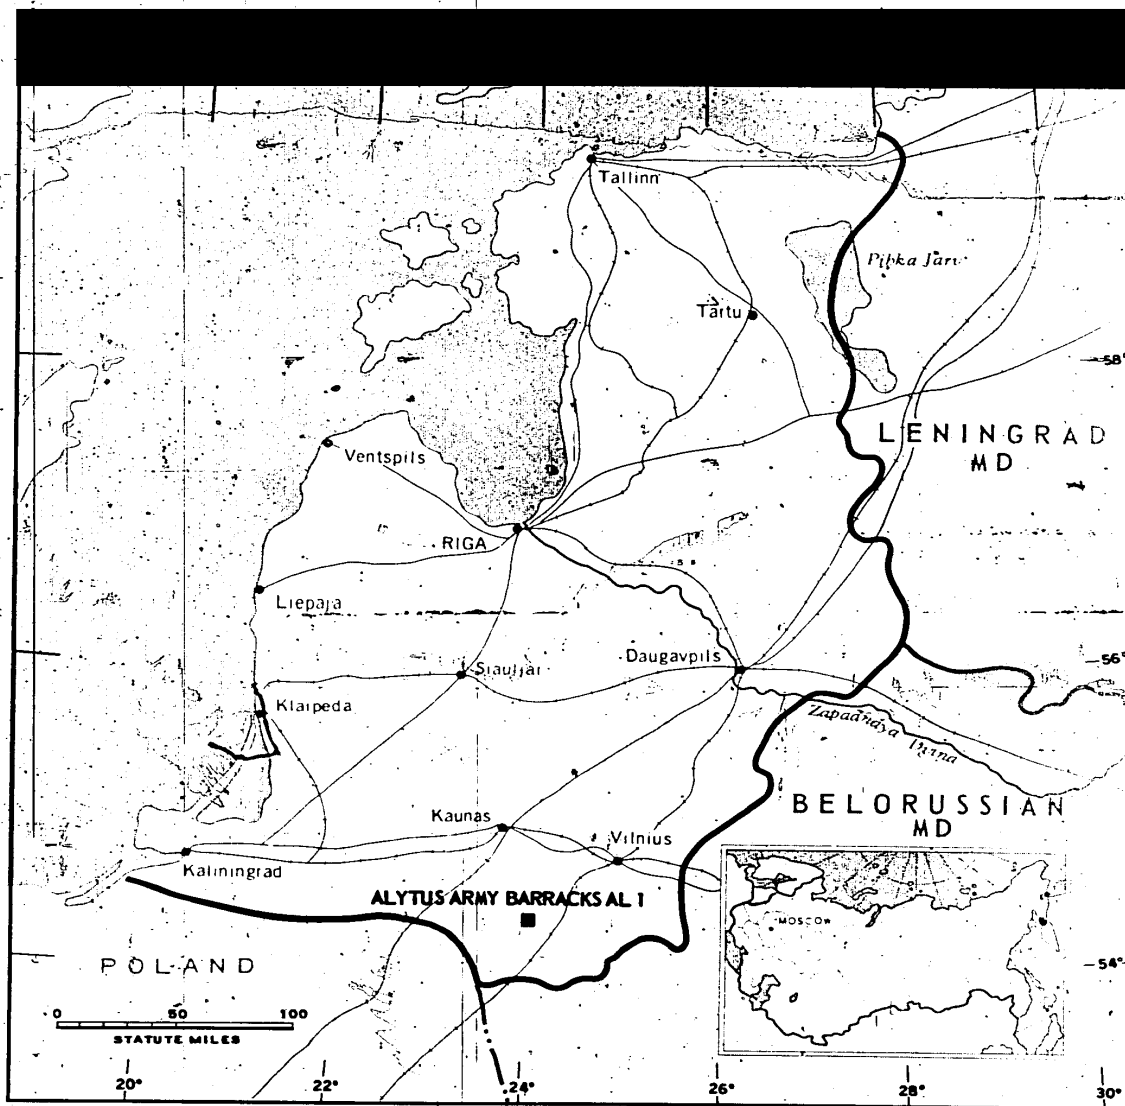 Tallinn
Pipka Jarv
Tartu
58°
LENINGRAD
MD
Ventspils
RIGA
Liepaja
56°
Daugavpils
Siauliai
Klaipeda
Zapadnaya Dvina
BELORUSSIAN
MD
Kaunas
Vilnius
Kaliningrad
ALYTUS ARMY BARRACKS AL 1
MOSCOW
POLAND
54°
0 50 100
STATUTE MILES
20° 22° 24° 26° 28° 30°